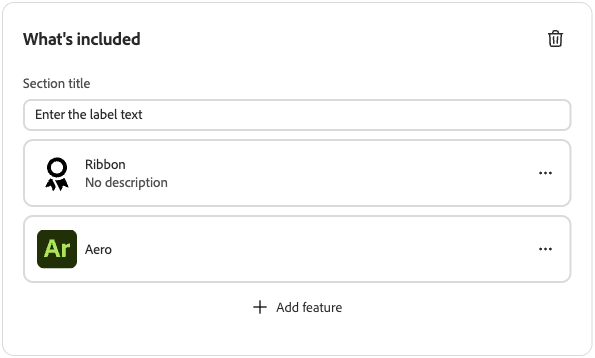 What's included
Section title
Enter the label text
Ribbon
No description
Ar
Aero
Add feature